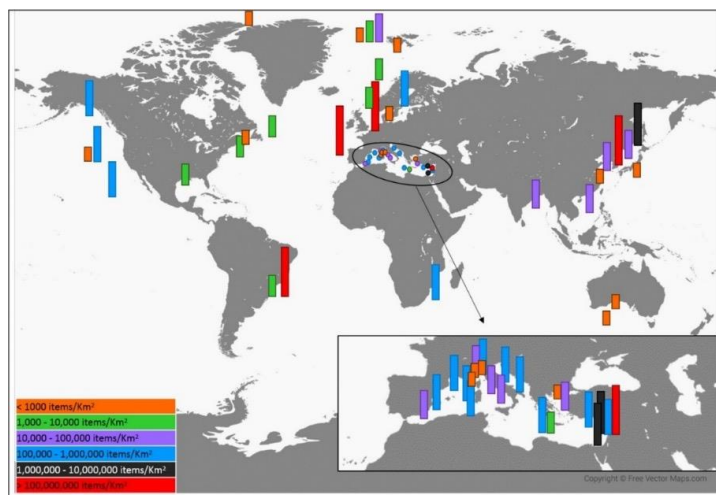 < 1000 items/Km²
1,000 - 10,000 items/Km²
10,000 - 100,000 items/Km²
100,000 - 1,000,000 items/Km²
1,000,000 - 10,000,000 items/Km²
> 100,000.000 items/Km²
Copyright © Free Vector Maps.com